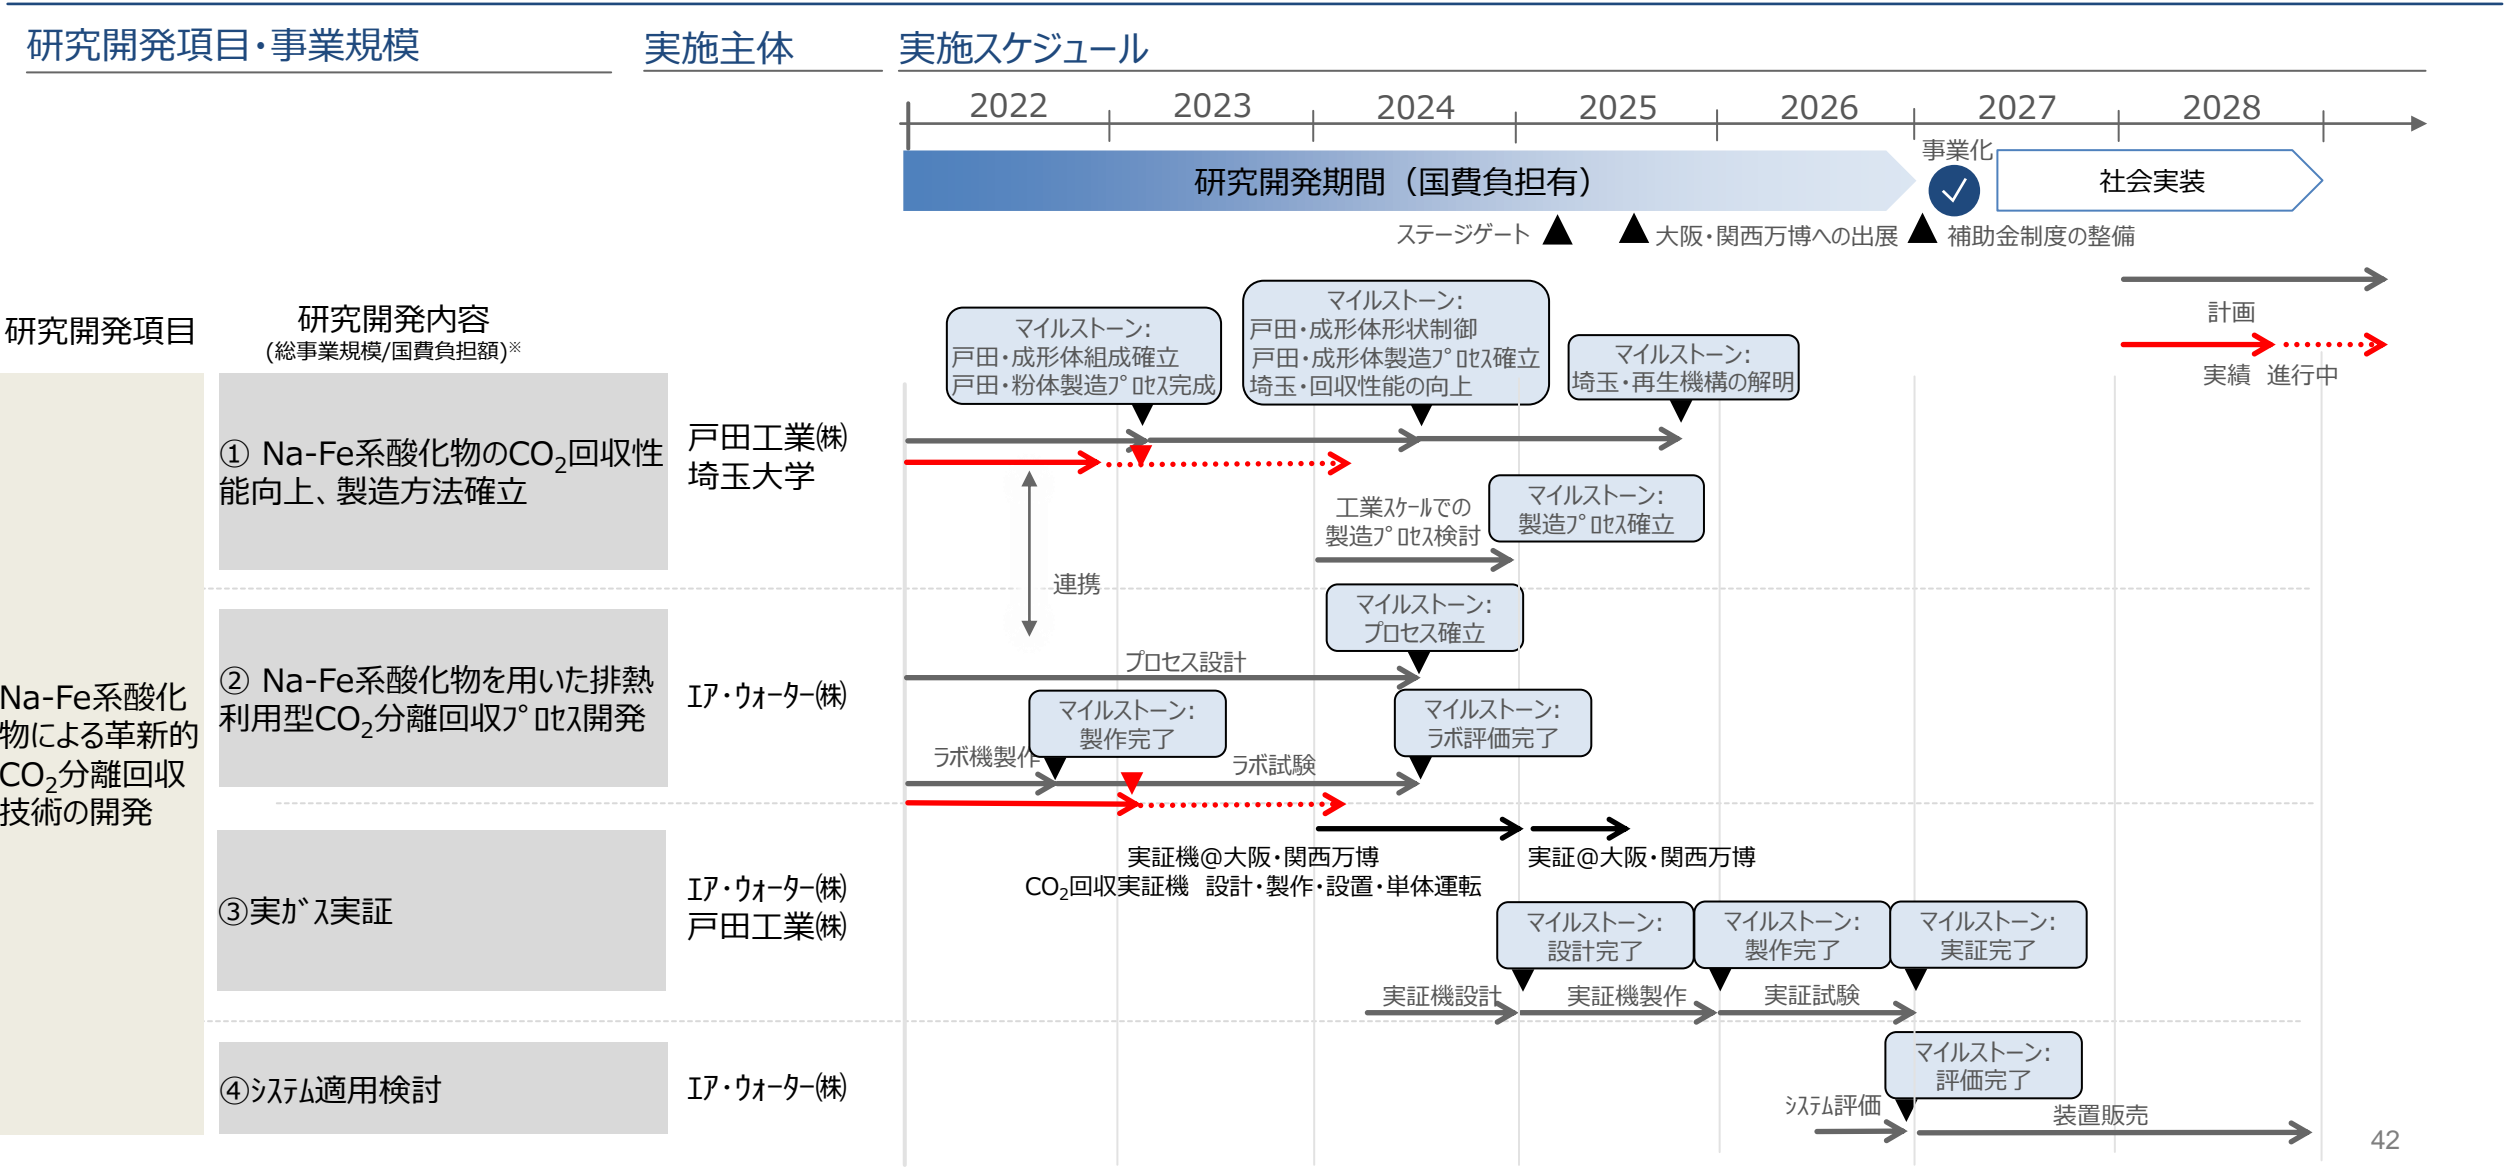 研究開発項目・事業規模
実施主体
実施スケジュール
2022
2023
2024
2025
2026
2027
2028
研究開発期間（国費負担有）
事業化
社会実装
ステージゲート
大阪・関西万博への出展
補助金制度の整備
計画
実績
進行中
研究開発項目
研究開発内容
(総事業規模/国費負担額)※
Na-Fe系酸化
物による革新的
CO2分離回収
技術の開発
① Na-Fe系酸化物のCO2回収性
能向上、製造方法確立
戸田工業㈱
埼玉大学
マイルストーン:
戸田・成形体組成確立
戸田・粉体製造ﾌﾟﾛｾｽ完成
マイルストーン:
戸田・成形体形状制御
戸田・成形体製造ﾌﾟﾛｾｽ確立
埼玉・回収性能の向上
マイルストーン:
埼玉・再生機構の解明
工業ｽｹｰﾙでの
製造ﾌﾟﾛｾｽ検討
マイルストーン:
製造ﾌﾟﾛｾｽ確立
連携
② Na-Fe系酸化物を用いた排熱
利用型CO2分離回収ﾌﾟﾛｾｽ開発
ｴｱ・ｳｫｰﾀｰ㈱
マイルストーン:
プロセス確立
プロセス設計
マイルストーン:
製作完了
マイルストーン:
ラボ評価完了
ラボ機製作
ラボ試験
③実ｶﾞｽ実証
ｴｱ・ｳｫｰﾀｰ㈱
戸田工業㈱
実証機@大阪・関西万博
CO2回収実証機　設計・製作・設置・単体運転
実証@大阪・関西万博
マイルストーン:
設計完了
マイルストーン:
製作完了
マイルストーン:
実証完了
実証機設計
実証機製作
実証試験
④ｼｽﾃﾑ適用検討
ｴｱ・ｳｫｰﾀｰ㈱
マイルストーン:
評価完了
ｼｽﾃﾑ評価
装置販売
42